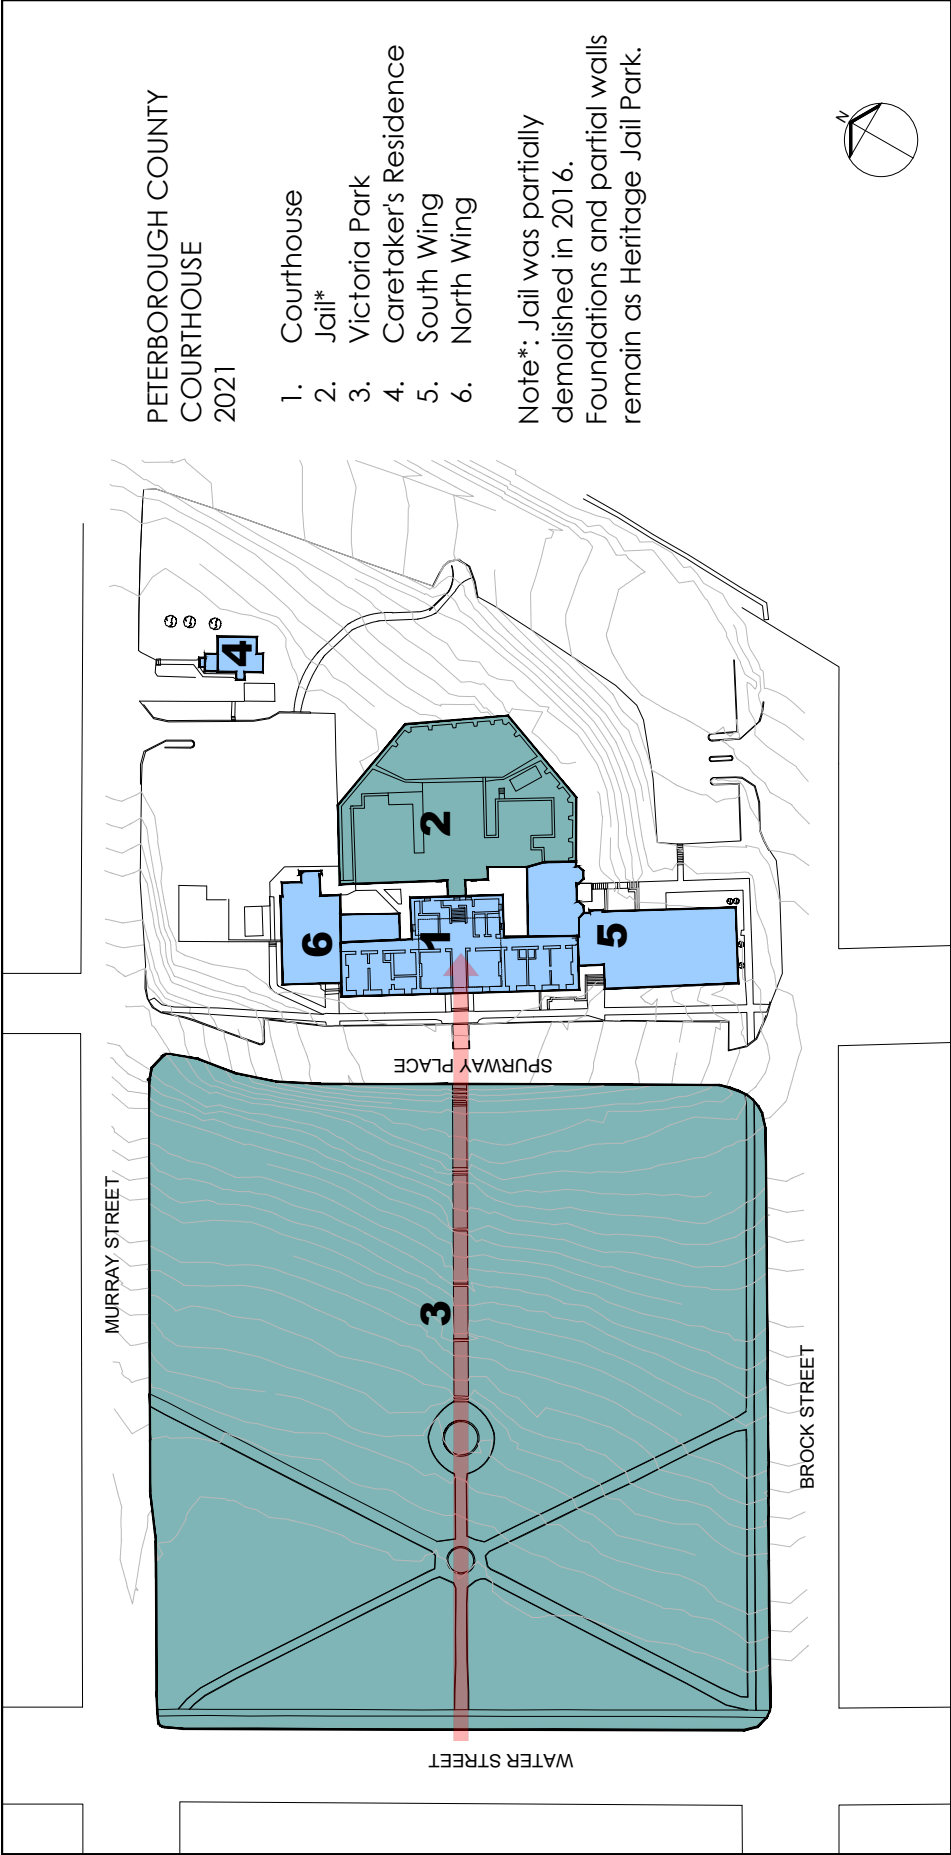 PETERBOROUGH COUNTY
COURTHOUSE
2021
1. Courthouse
2. Jail*
3. Victoria Park
4. Caretaker's Residence
5. South Wing
6. North Wing
Note*: Jail was partially
demolished in 2016.
Foundations and partial walls
remain as Heritage Jail Park.
N
MURRAY STREET
4
2
6
1
5
SPURWAY PLACE
3
BROCK STREET
WATER STREET